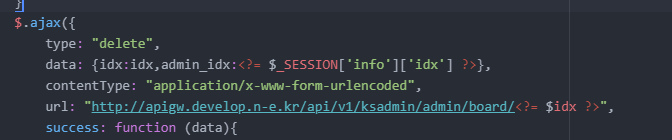 }
$.ajax({
type: "delete",
data: {idx:idx,admin_idx:<?= $_SESSION['info']['idx'] ?>},
contentType: "application/x-www-form-urlencoded",
url: "http://apigw.develop.n-e.kr/api/v1/ksadmin/admin/board/<?= $idx ?>",
success: function (data){